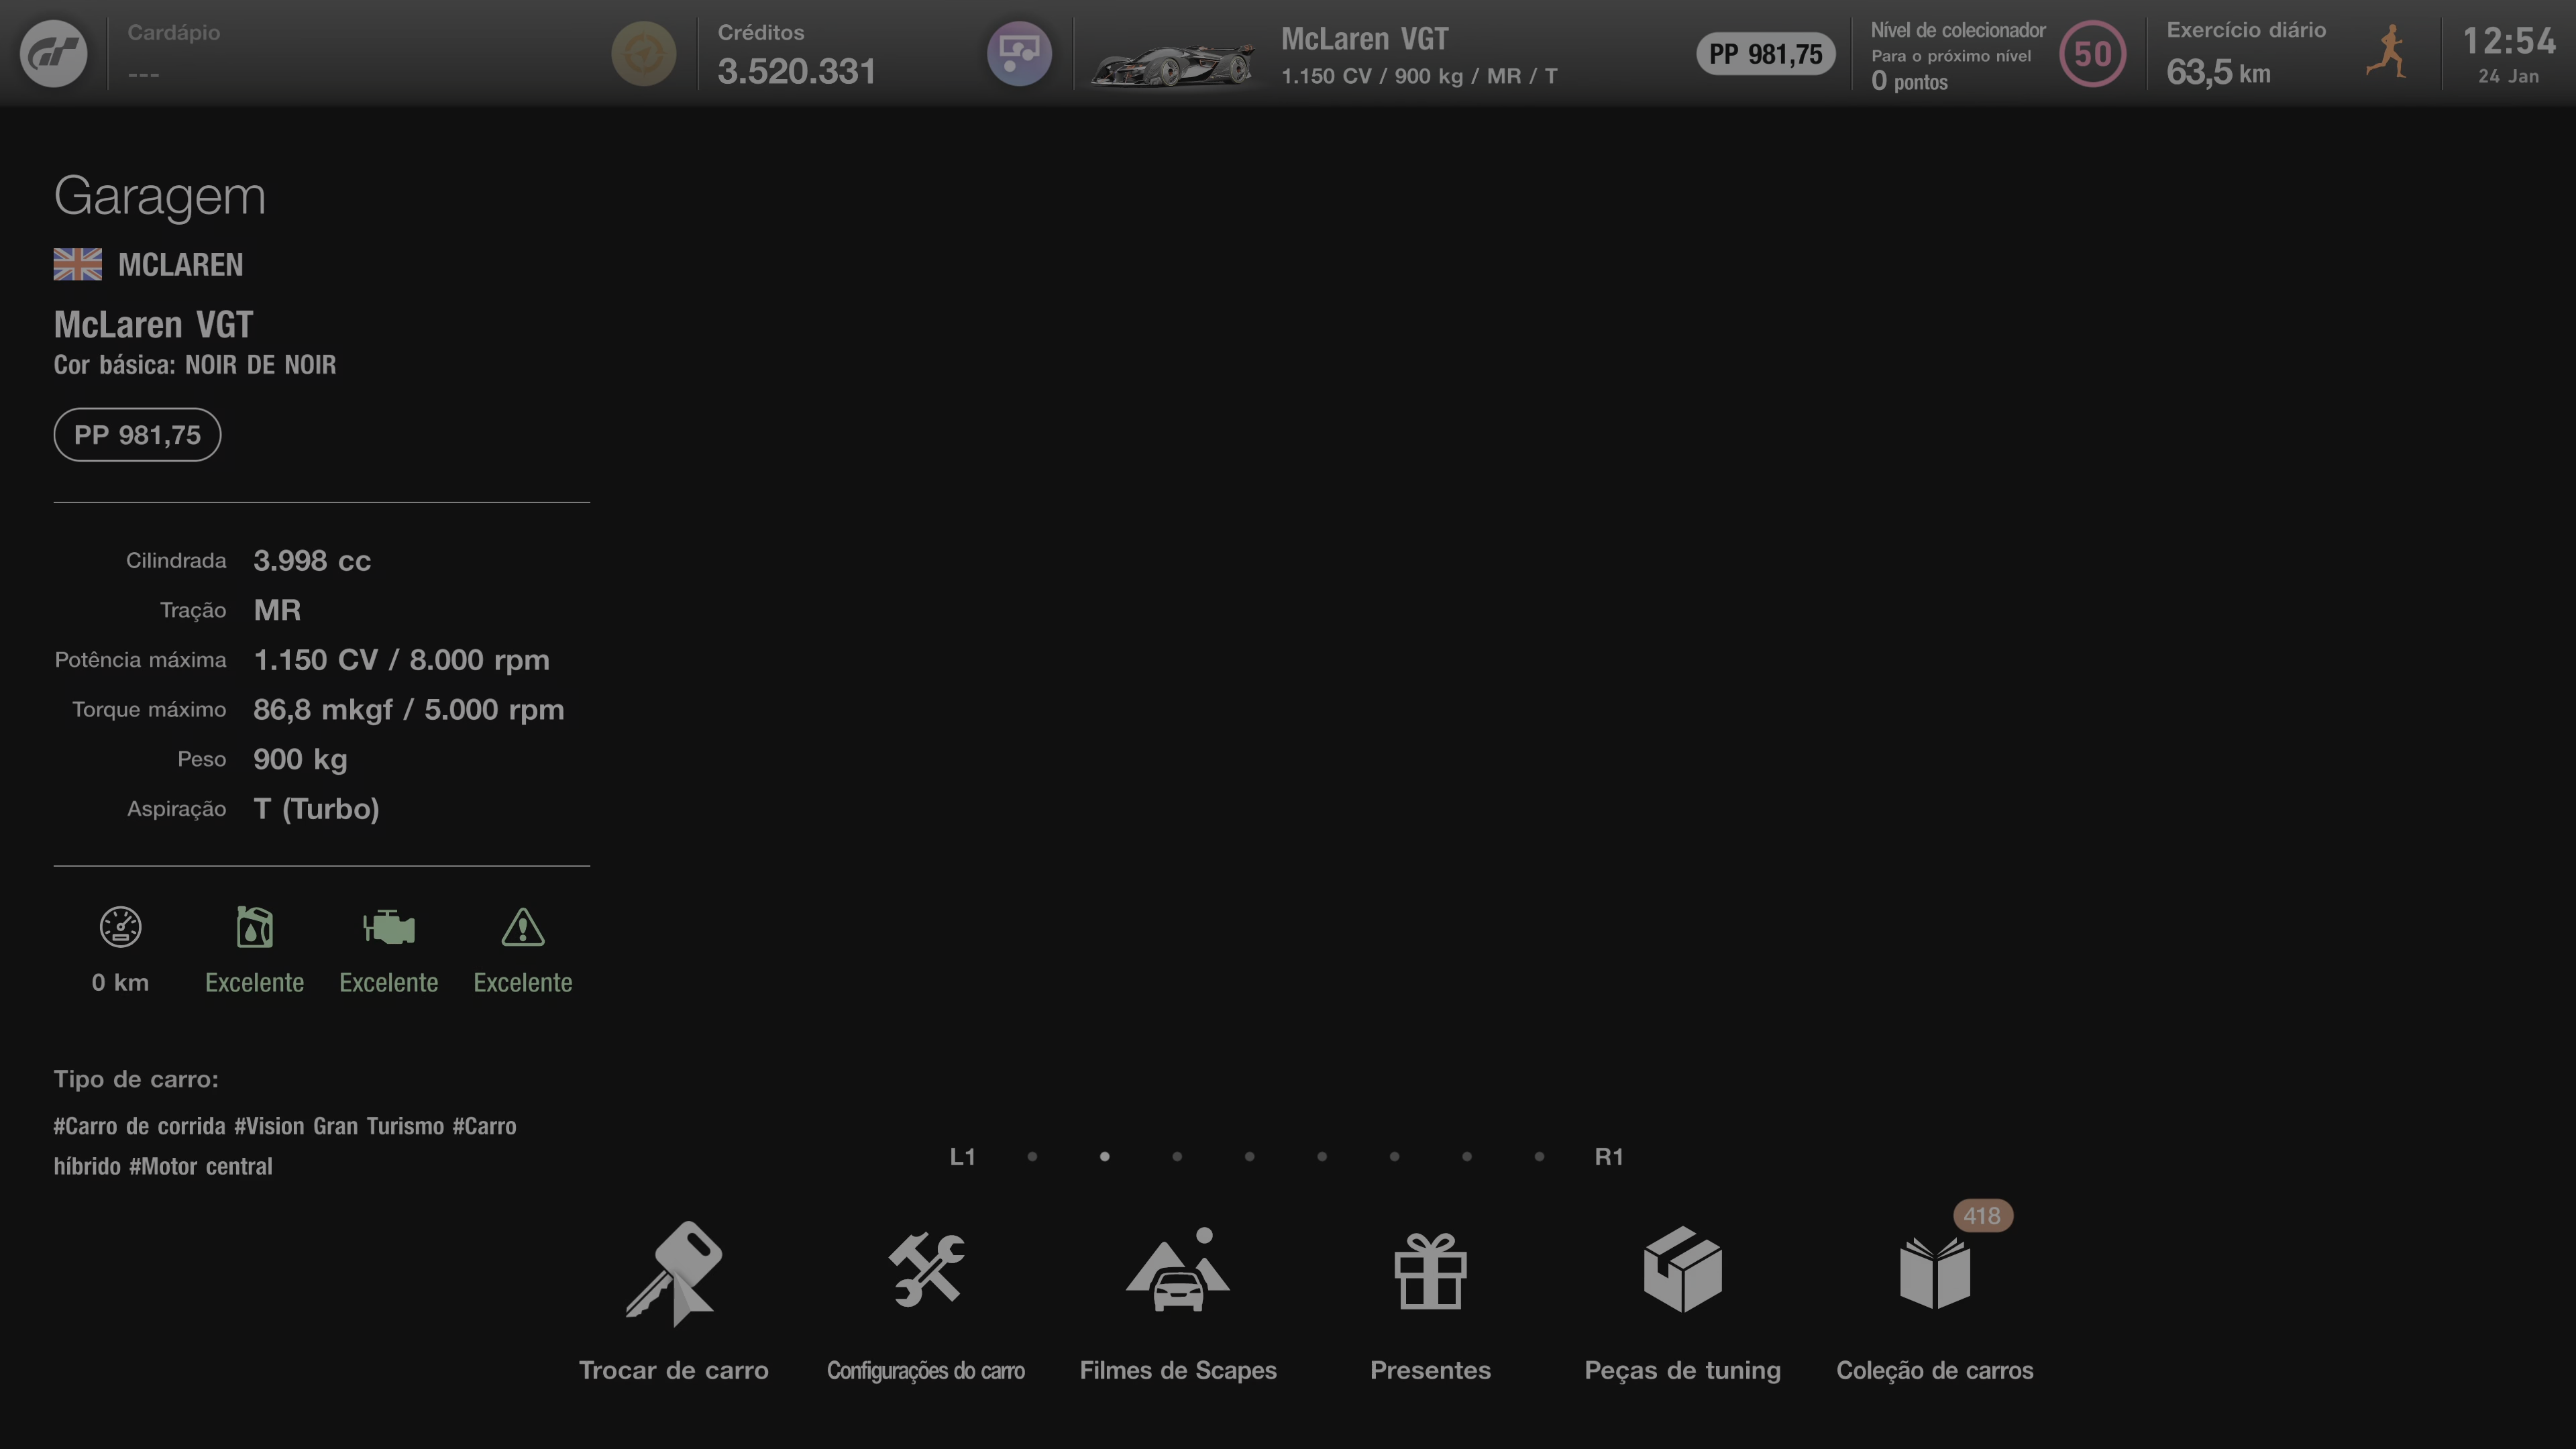 Cardápio
---
Créditos
3.520.331
McLaren VGT
1.150 CV / 900 kg / MR / T
PP 981,75
Nível de colecionador
Para o próximo nível
0 pontos
50
Exercício diário
63,5 km
12:54
24 Jan
Garagem
MCLAREN
McLaren VGT
Cor básica: NOIR DE NOIR
PP 981,75
Cilindrada 3.998 cc
Tração MR
Potência máxima 1.150 CV / 8.000 rpm
Torque máximo 86,8 mkgf / 5.000 rpm
Peso 900 kg
Aspiração T (Turbo)
0 km Excelente Excelente Excelente
Tipo de carro:
#Carro de corrida #Vision Gran Turismo #Carro
híbrido #Motor central
L1 R1
418
Trocar de carro Configurações do carro Filmes de Scapes Presentes Peças de tuning Coleção de carros